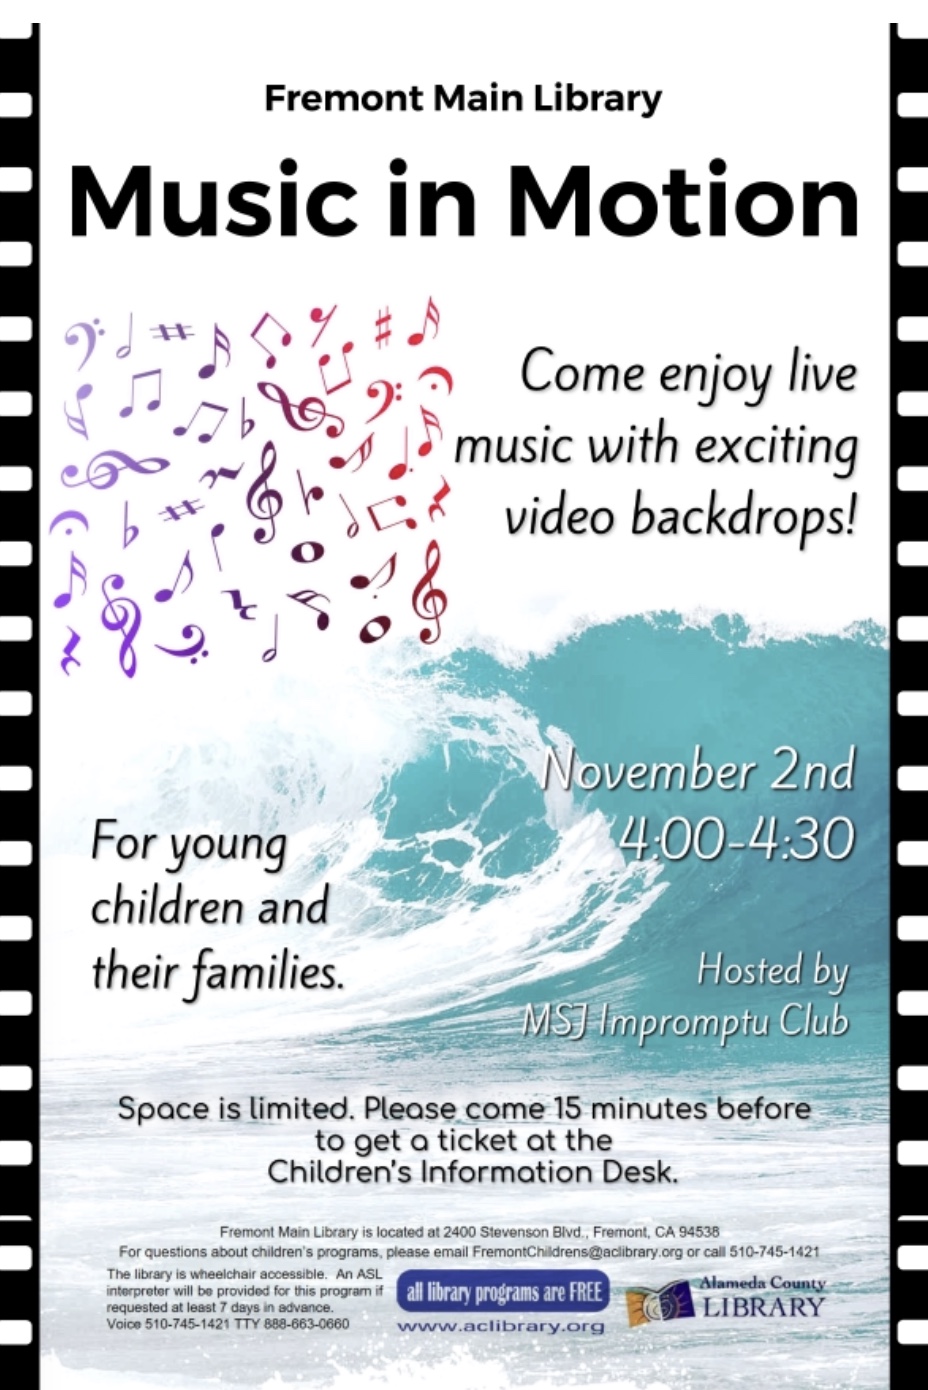 Fremont Main Library
Music in Motion
Come enjoy live
music with exciting
video backdrops!
November 2nd
4:00-4:30
For young
children and
their families.
Hosted by
MSJ Impromptu Club
Space is limited. Please come 15 minutes before
to get a ticket at the
Children's Information Desk.
Fremont Main Library is located at 2400 Stevenson Blvd., Fremont, CA 94538
For questions about children's programs, please email FremontChildrens@aclibrary.org or call 510-745-1421
The library is wheelchair accessible. An ASL
interpreter will be provided for this program if
requested at least 7 days in advance.
Voice 510-745-1421 TTY 888-663-0660
all library programs are FREE
www.aclibrary.org
Alameda County
LIBRARY